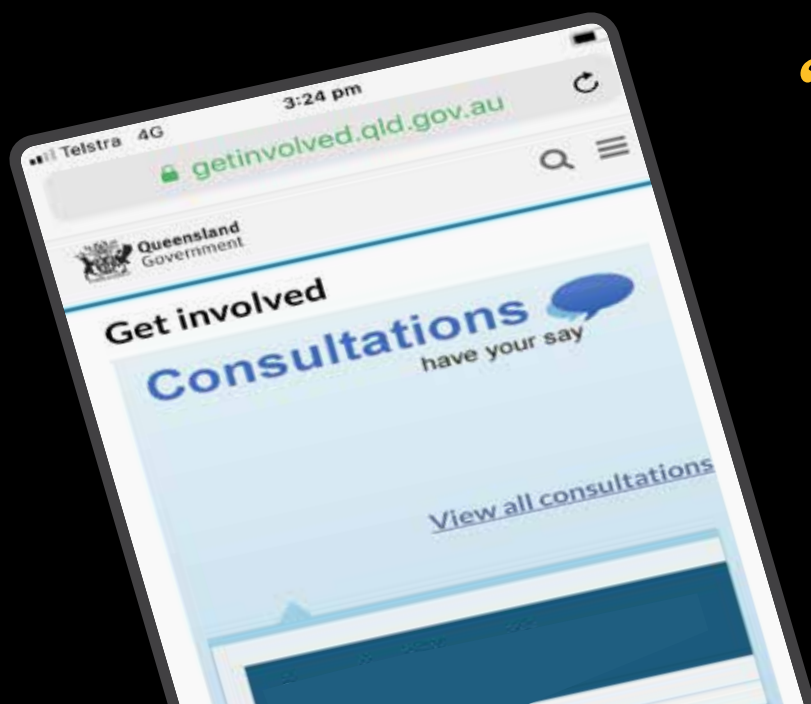 Telstra 4G 3:24 pm
getinvolved.qld.gov.au
Queensland
Government
Get involved
Consultations
have your say
View all consultations